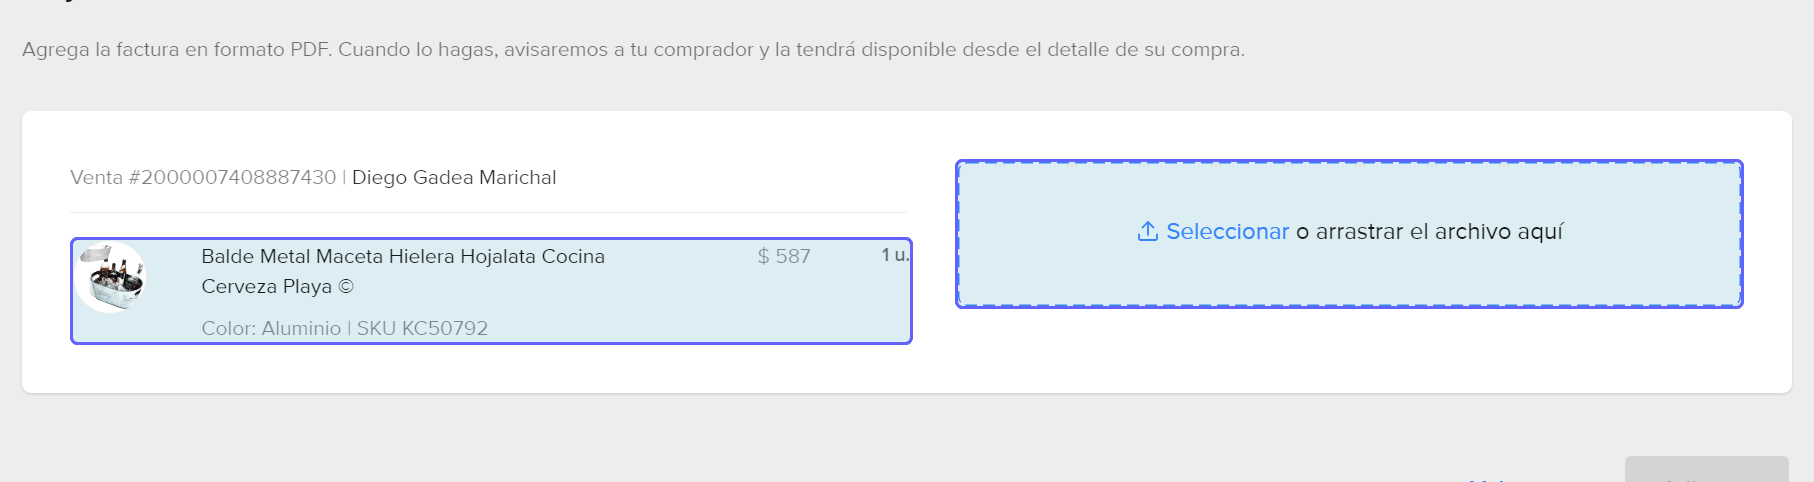 Agrega la factura en formato PDF. Cuando lo hagas, avisaremos a tu comprador y la tendrá disponible desde el detalle de su compra.
Venta #2000007408887430 | Diego Gadea Marichal
Balde Metal Maceta Hielera Hojalata Cocina
Cerveza Playa ©
$ 587
1 u.
Color: Aluminio | SKU KC50792
Seleccionar o arrastrar el archivo aquí